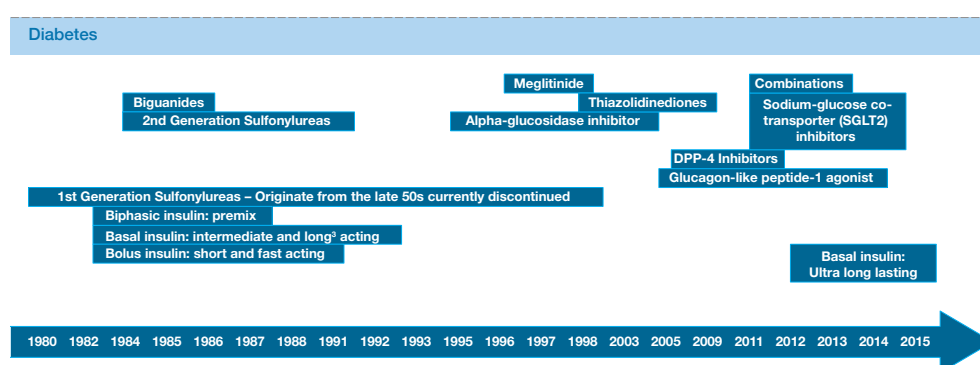 Diabetes
Meglitinide
Combinations
Biguanides
Thiazolidinediones
Sodium-glucose co-
transporter (SGLT2)
inhibitors
2nd Generation Sulfonylureas
Alpha-glucosidase inhibitor
DPP-4 Inhibitors
Glucagon-like peptide-1 agonist
1st Generation Sulfonylureas – Originate from the late 50s currently discontinued
Biphasic insulin: premix
Basal insulin: intermediate and long³ acting
Bolus insulin: short and fast acting
Basal insulin:
Ultra long lasting
1980 1982 1984 1985 1986 1987 1988 1991 1992 1993 1995 1996 1997 1998 2003 2005 2009 2011 2012 2013 2014 2015